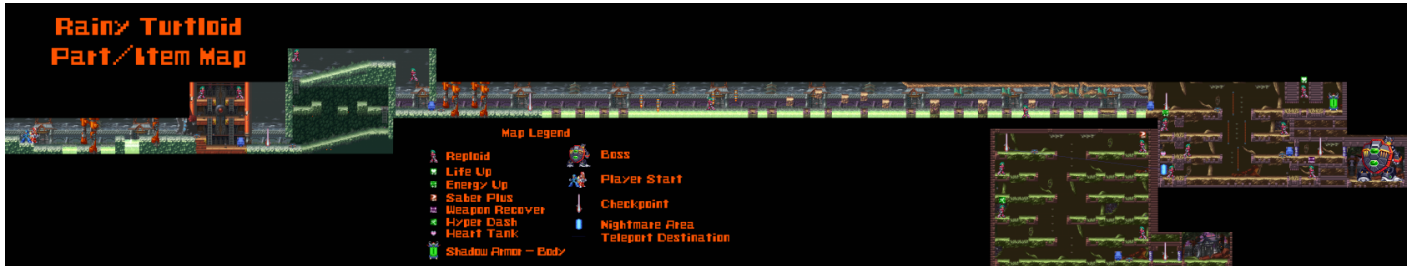 Rainy Turtloid
Part/Item Map
Map Legend
Reploid
Life Up
Energy Up
Saber Plus
Weapon Recover
Hyper Dash
Heart Tank
Shadow Armor - Body
Boss
Player Start
Checkpoint
Nightmare Area
Teleport Destination